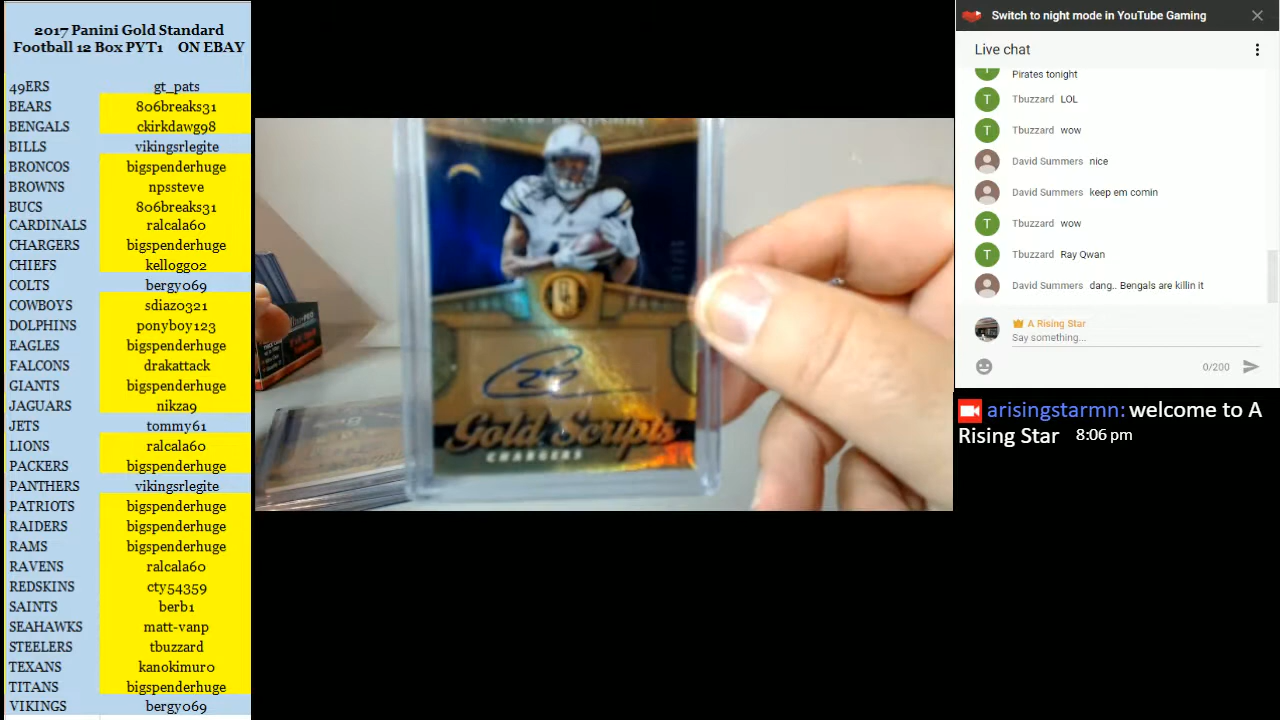 2017 Panini Gold Standard
Football 12 Box PYT1 ON EBAY
49ERS gt_pats
BEARS 806breaks31
BENGALS ckirkdawg98
BILLS vikingsrlegite
BRONCOS bigspenderhuge
BROWNS npssteve
BUCS 806breaks31
CARDINALS ralcala60
CHARGERS bigspenderhuge
CHIEFS kellogg02
COLTS bergy069
COWBOYS sdiaz0321
DOLPHINS ponyboy123
EAGLES bigspenderhuge
FALCONS drakattack
GIANTS bigspenderhuge
JAGUARS nikza9
JETS tommy61
LIONS ralcala60
PACKERS bigspenderhuge
PANTHERS vikingsrlegite
PATRIOTS bigspenderhuge
RAIDERS bigspenderhuge
RAMS bigspenderhuge
RAVENS ralcala60
REDSKINS cty54359
SAINTS berb1
SEAHAWKS matt-vanp
STEELERS tbuzzard
TEXANS kanokimuro
TITANS bigspenderhuge
VIKINGS bergy069
Gold Scripts
CHARGERS
Switch to night mode in YouTube Gaming
Live chat
T Pirates tonight
T Tbuzzard LOL
T Tbuzzard wow
David Summers nice
David Summers keep em comin
T Tbuzzard wow
T Tbuzzard Ray Qwan
David Summers dang.. Bengals are killin it
A Rising Star
Say something...
0/200
arisingstarmn: welcome to A
Rising Star 8:06 pm